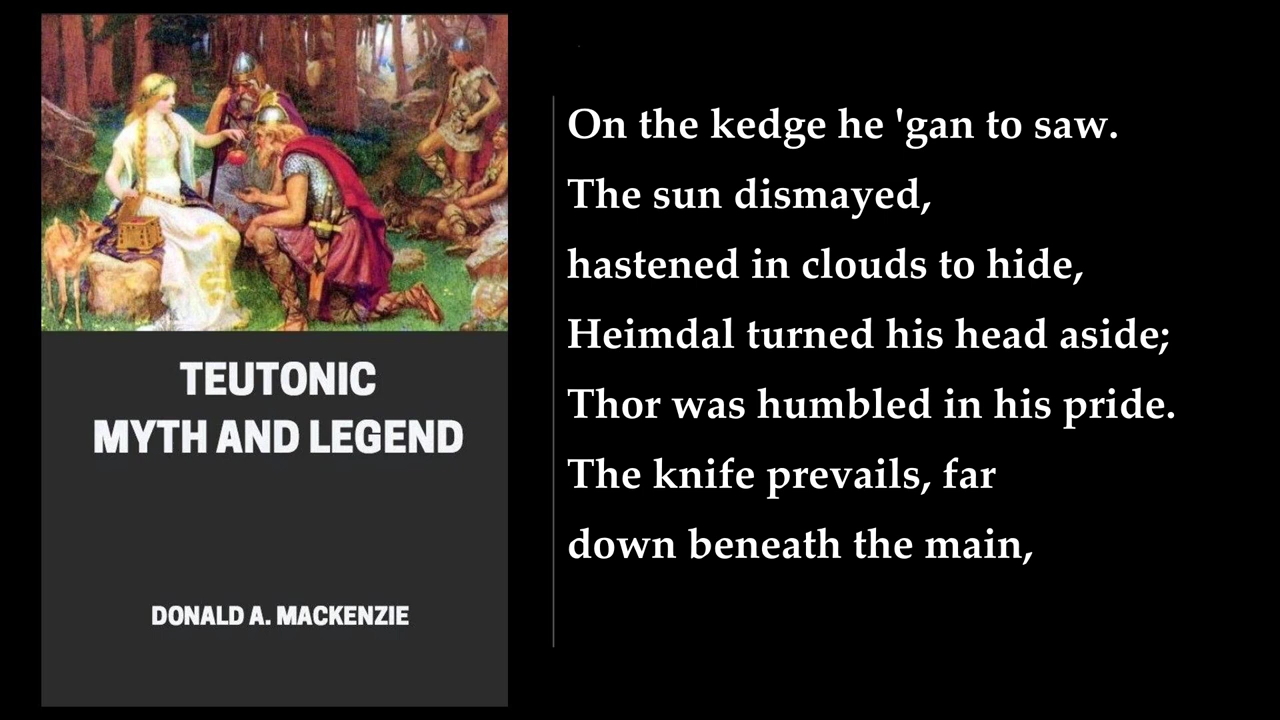 TEUTONIC
MYTH AND LEGEND
DONALD A. MACKENZIE
On the kedge he 'gan to saw.
The sun dismayed,
hastened in clouds to hide,
Heimdal turned his head aside;
Thor was humbled in his pride.
The knife prevails, far
down beneath the main,